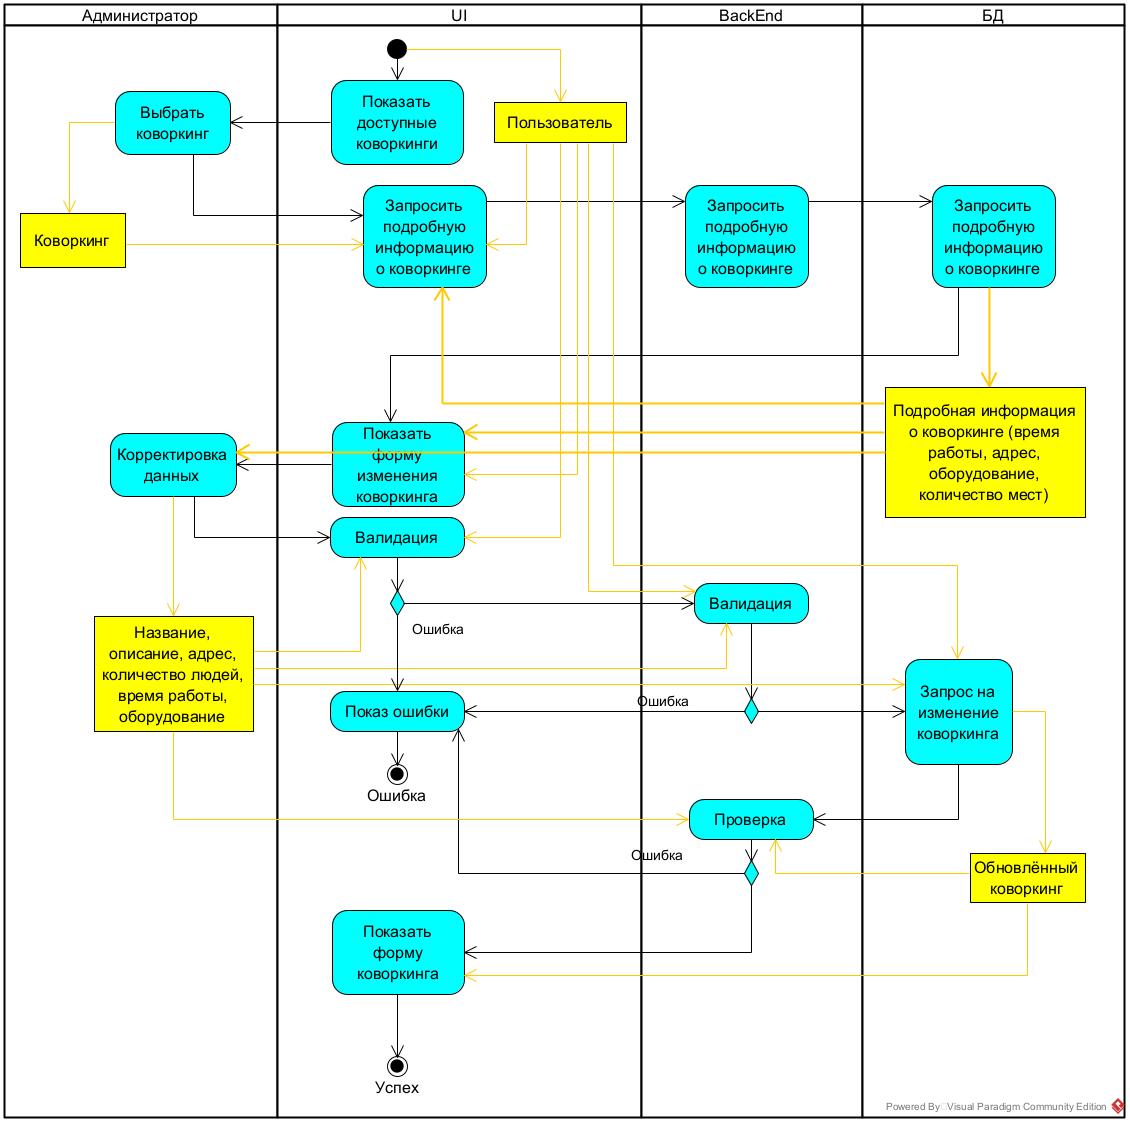 Администратор
UI
BackEnd
БД
Показать
доступные
коворкинги
Выбрать
коворкинг
Пользователь
Коворкинг
Запросить
подробную
информацию
о коворкинге
Запросить
подробную
информацию
о коворкинге
Запросить
подробную
информацию
о коворкинге
Подробная информация
о коворкинге (время
работы, адрес,
оборудование,
количество мест)
Показать
форму
изменения
коворкинга
Корректировка
данных
Валидация
Валидация
Ошибка
Название,
описание, адрес,
количество людей,
время работы,
оборудование
Показ ошибки
Ошибка
Запрос на
изменение
коворкинга
Ошибка
Проверка
Ошибка
Обновлённый
коворкинг
Показать
форму
коворкинга
Успех
Powered By Visual Paradigm Community Edition